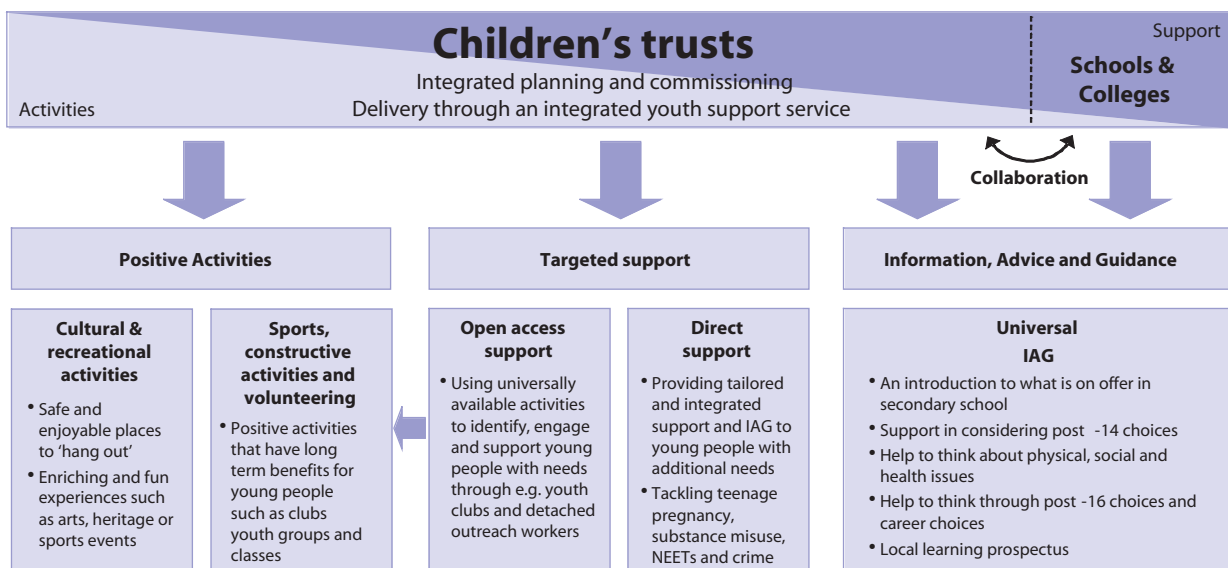 Children's trusts
Support
Integrated planning and commissioning
Schools &
Colleges
Activities
Delivery through an integrated youth support service
Collaboration
Positive Activities
Targeted support
Information, Advice and Guidance
Cultural &
recreational
activities
• Safe and
enjoyable places
to ‘hang out’
• Enriching and fun
experiences such
as arts, heritage or
sports events
Sports,
constructive
activities and
volunteering
• Positive activities
that have long
term benefits for
young people
such as clubs
youth groups and
classes
Open access
support
• Using universally
available activities
to identify, engage
and support young
people with needs
through e.g. youth
clubs and detached
outreach workers
Direct
support
• Providing tailored
and integrated
support and IAG to
young people with
additional needs
• Tackling teenage
pregnancy,
substance misuse,
NEETs and crime
Universal
IAG
• An introduction to what is on offer in
secondary school
• Support in considering post -14 choices
• Help to think about physical, social and
health issues
• Help to think through post -16 choices and
career choices
• Local learning prospectus